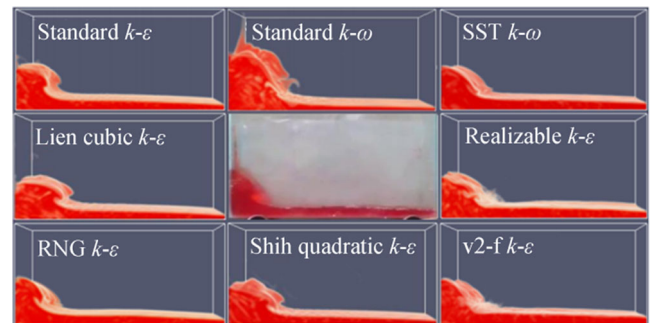 Standard k-ε
Standard k-ω
SST k-ω
Lien cubic k-ε
Realizable k-ε
RNG k-ε
Shih quadratic k-ε
v2-f k-ε